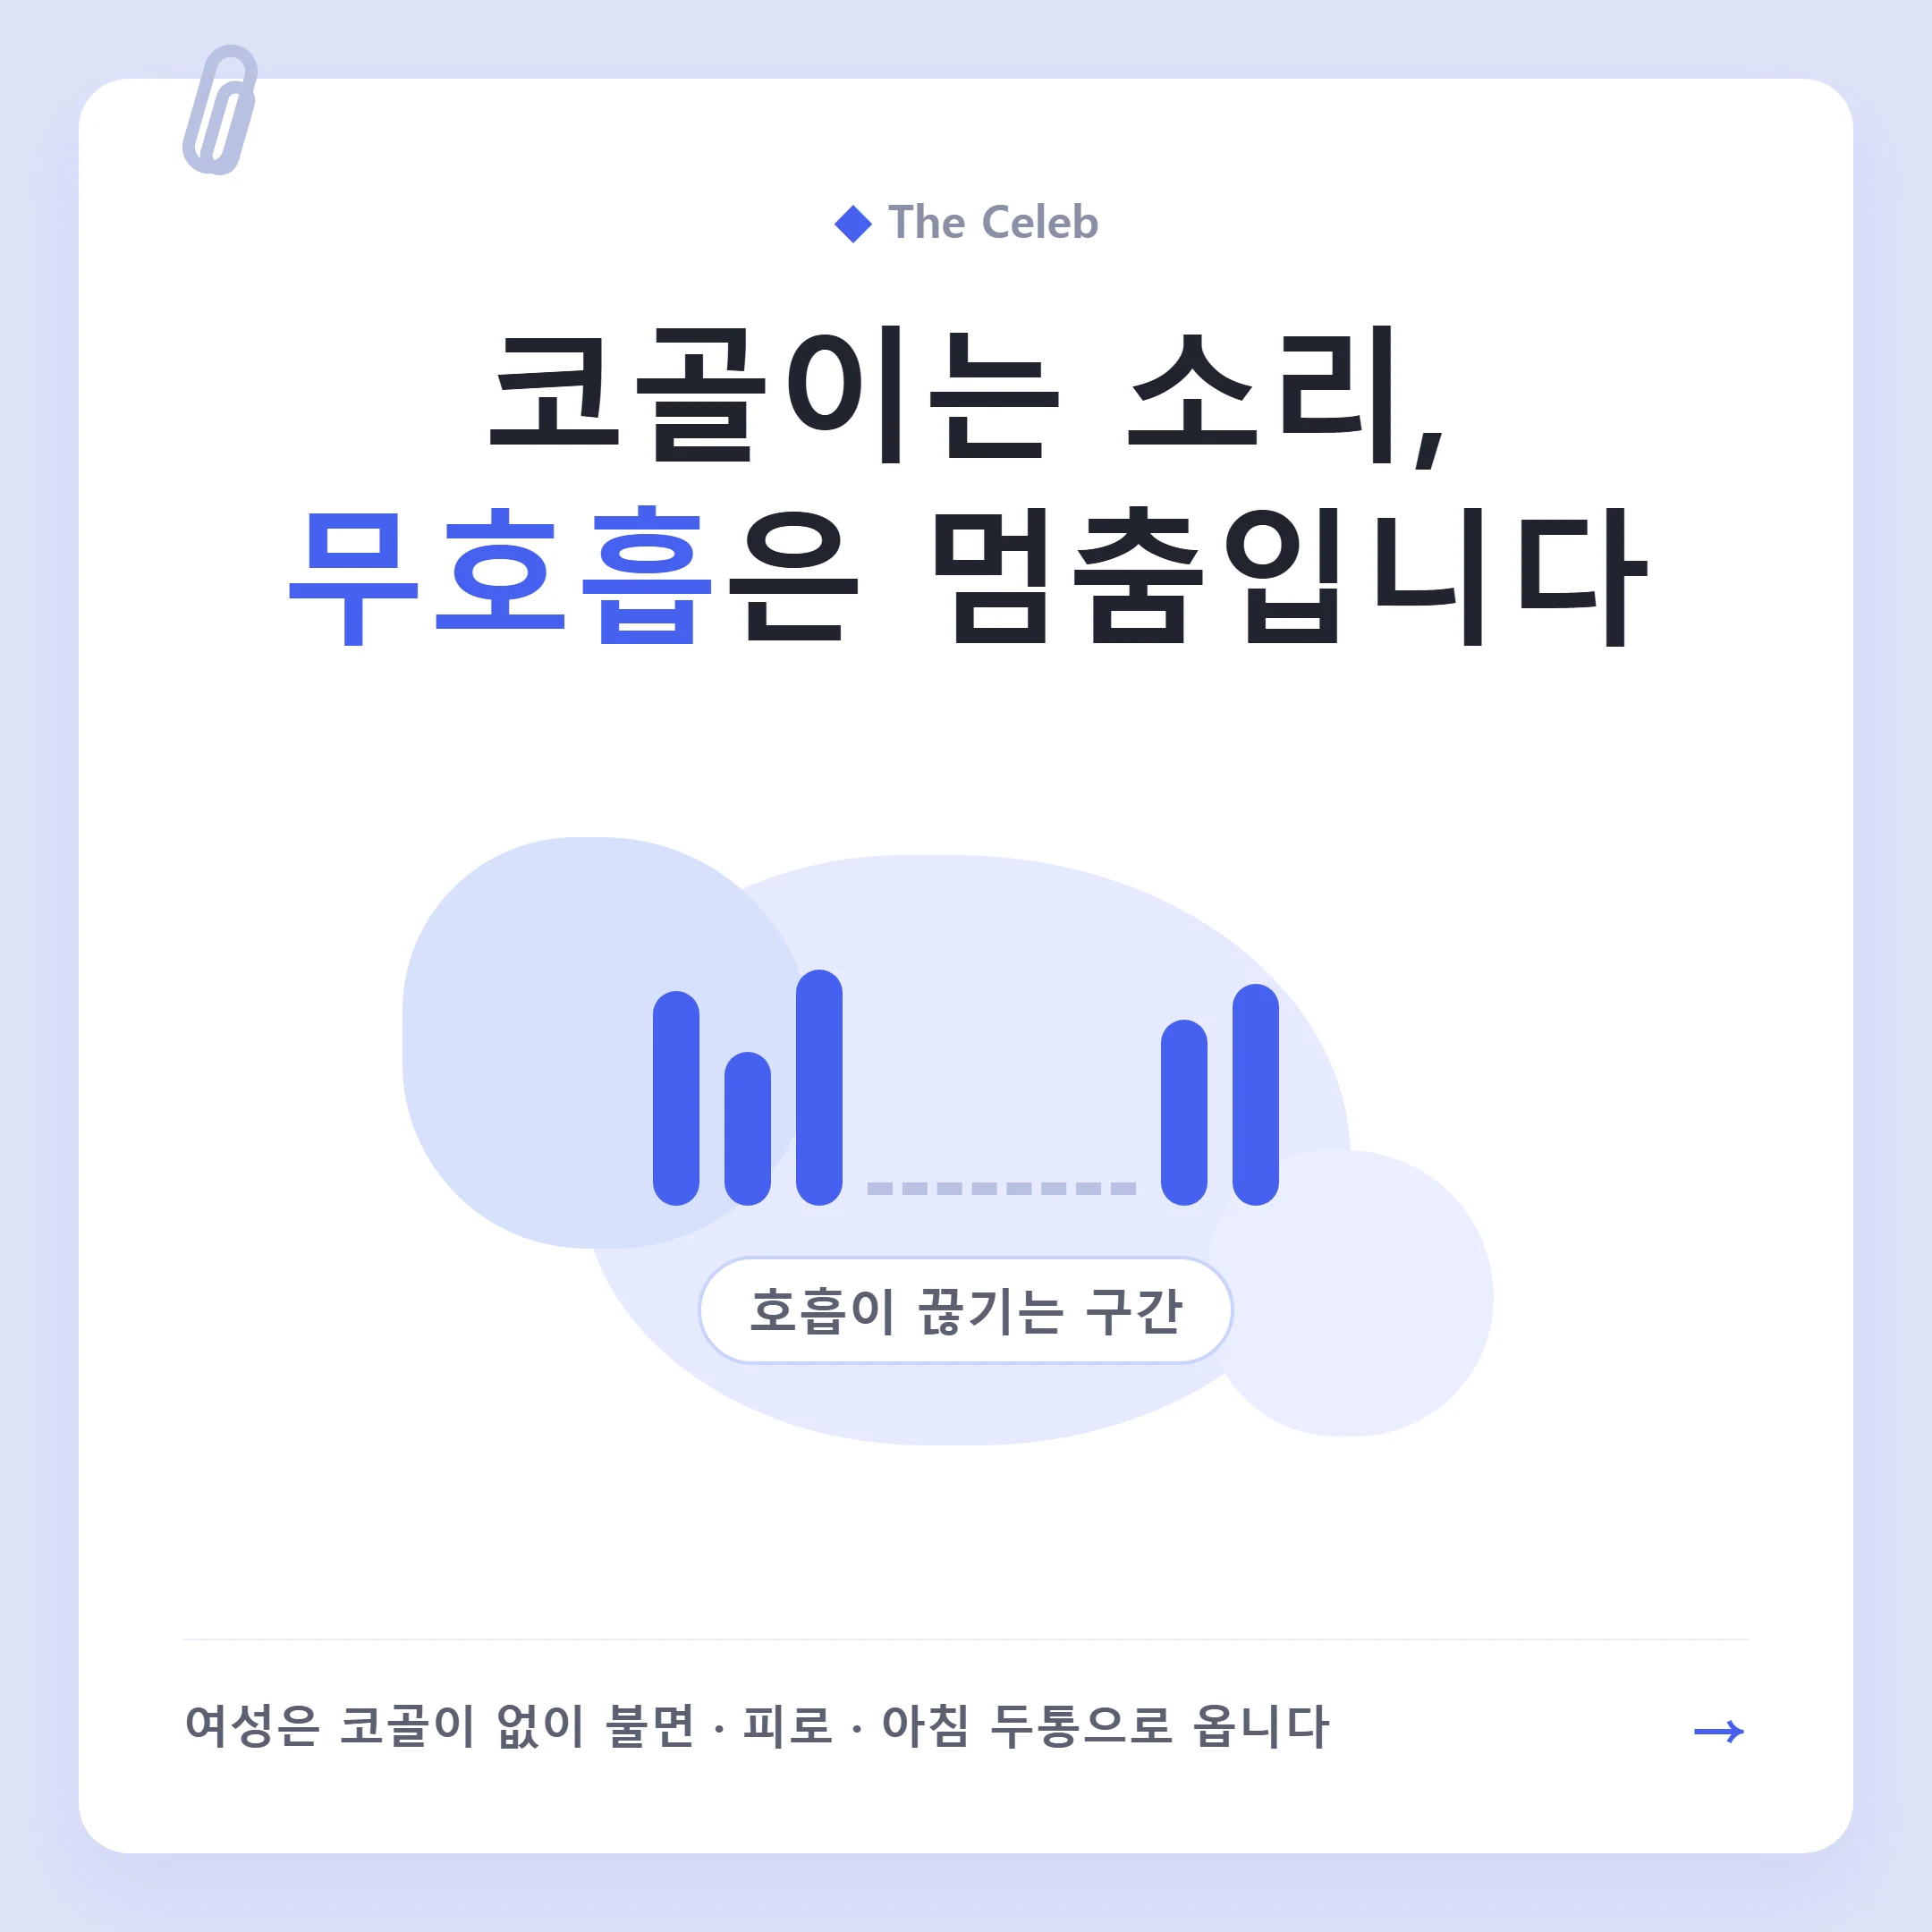 The Celeb
코골이는 소리,
무호흡은 멈춤입니다
호흡이 끊기는 구간
여성은 코골이 없이 불면 · 피로 · 아침 두통으로 옵니다